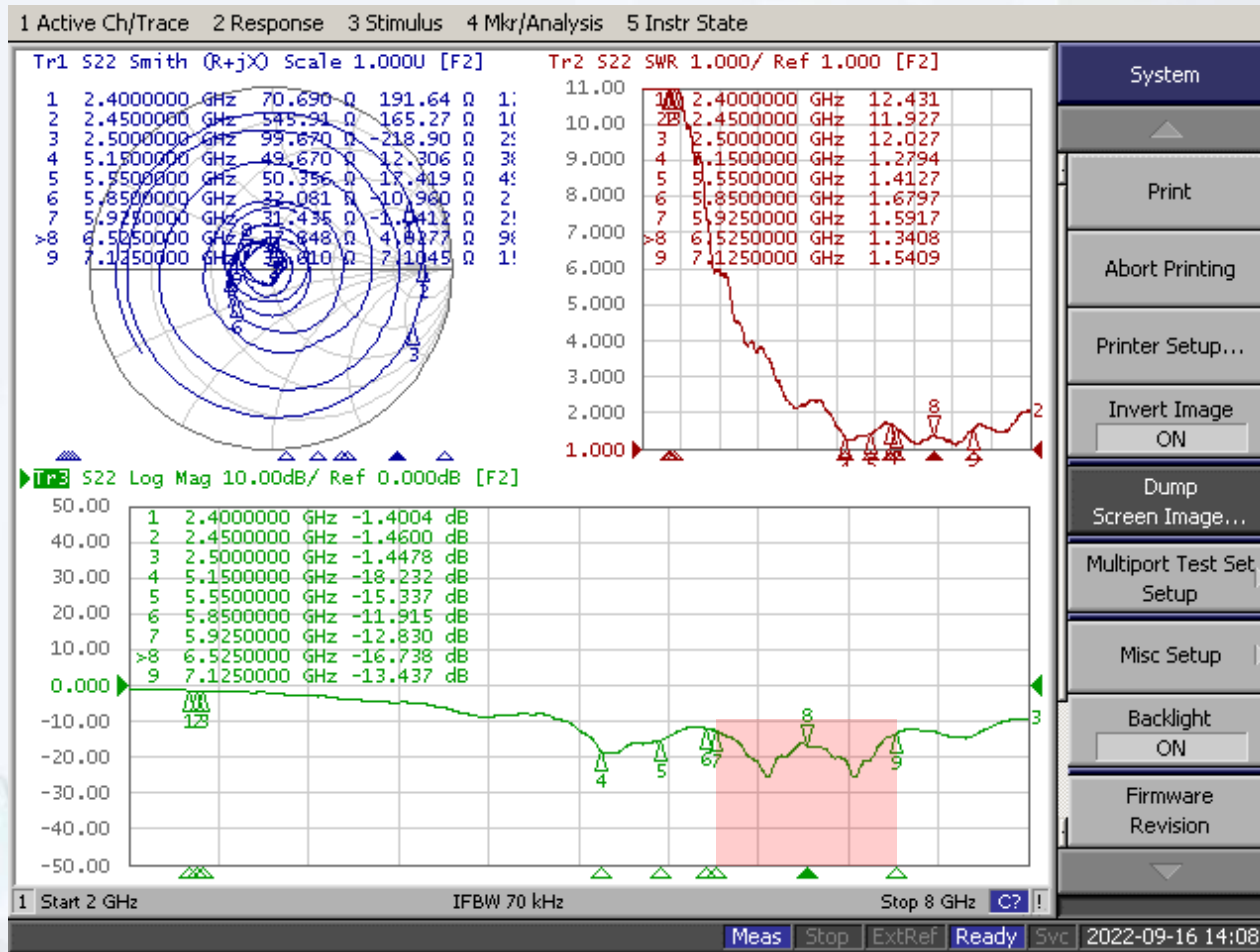 1 Active Ch/Trace 2 Response 3 Stimulus 4 Mkr/Analysis 5 Instr State
Tr1 S22 Smith (R+jX) Scale 1.000U [F2]
1 2.4000000 GHz 70.690 Ω 191.64 Ω
2 2.4500000 GHz 545.91 Ω 165.27 Ω
3 2.5000000 GHz 99.670 Ω -218.90 Ω
4 5.1500000 GHz 49.670 Ω 12.306 Ω
5 5.5500000 GHz 50.356 Ω -17.419 Ω
6 5.8500000 GHz 32.081 Ω -10.960 Ω
7 5.9250000 GHz 31.435 Ω
>8 6.5250000 GHz Ω
9 7.1250000 GHz Ω 7.1045 Ω
6
2
3
Tr2 S22 SWR 1.000/ Ref 1.000 [F2]
11.00
10.00
9.000
8.000
7.000
6.000
5.000
4.000
3.000
2.000
1.000
1 2.4000000 GHz 12.431
2 2.4500000 GHz 11.927
3 2.5000000 GHz 12.027
4 5.1500000 GHz 1.2794
5 5.5500000 GHz 1.4127
6 5.8500000 GHz 1.6797
7 5.9250000 GHz 1.5917
>8 6.5250000 GHz 1.3408
9 7.1250000 GHz 1.5409
8
2
Tr3 S22 Log Mag 10.00dB/ Ref 0.000dB [F2]
50.00
40.00
30.00
20.00
10.00
0.000
-10.00
-20.00
-30.00
-40.00
-50.00
1 2.4000000 GHz -1.4004 dB
2 2.4500000 GHz -1.4600 dB
3 2.5000000 GHz -1.4478 dB
4 5.1500000 GHz -18.232 dB
5 5.5500000 GHz -15.337 dB
6 5.8500000 GHz -11.915 dB
7 5.9250000 GHz -12.830 dB
>8 6.5250000 GHz -16.738 dB
9 7.1250000 GHz -13.437 dB
123
4
5
67
8
9
3
1 Start 2 GHz IFBW 70 kHz Stop 8 GHz C? !
Meas Stop ExtRef Ready Svc 2022-09-16 14:08
System
Print
Abort Printing
Printer Setup...
Invert Image
ON
Dump
Screen Image...
Multiport Test Set
Setup
Misc Setup
Backlight
ON
Firmware
Revision